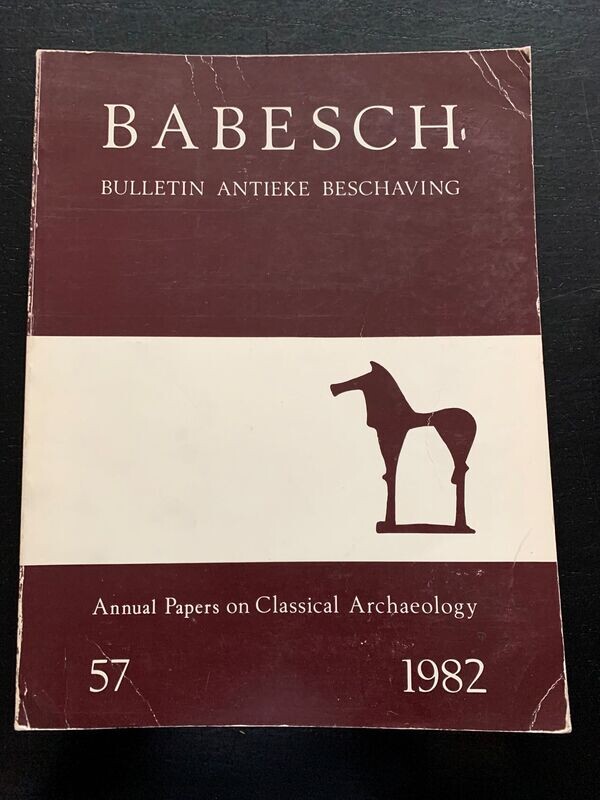 BABESCH
BULLETIN ANTIEKE BESCHAVING
Annual Papers on Classical Archaeology
57 1982